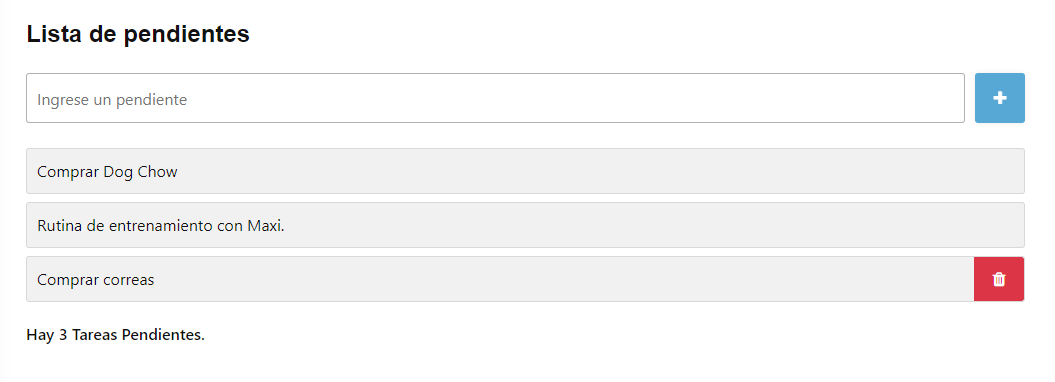 Lista de pendientes
Ingrese un pendiente
Comprar Dog Chow
Rutina de entrenamiento con Maxi.
Comprar correas
Hay 3 Tareas Pendientes.